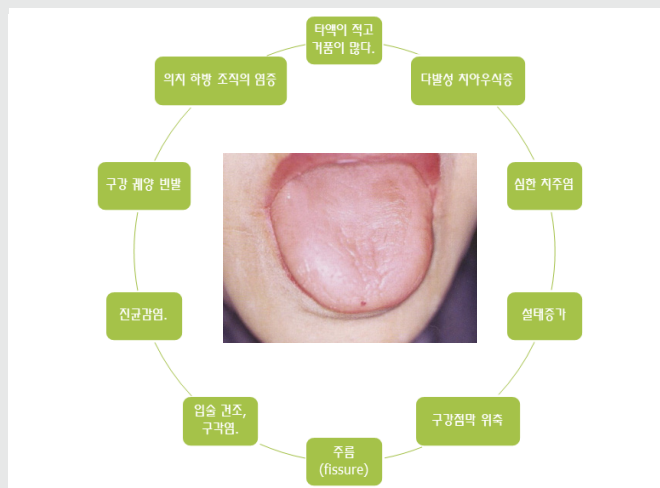 타액이 적고
거품이 많다.
다발성 치아우식증
심한 치주염
설태증가
구강점막 위축
주름
(fissure)
입술 건조,
구각염.
진균감염.
구강 궤양 빈발
의치 하방 조직의 염증